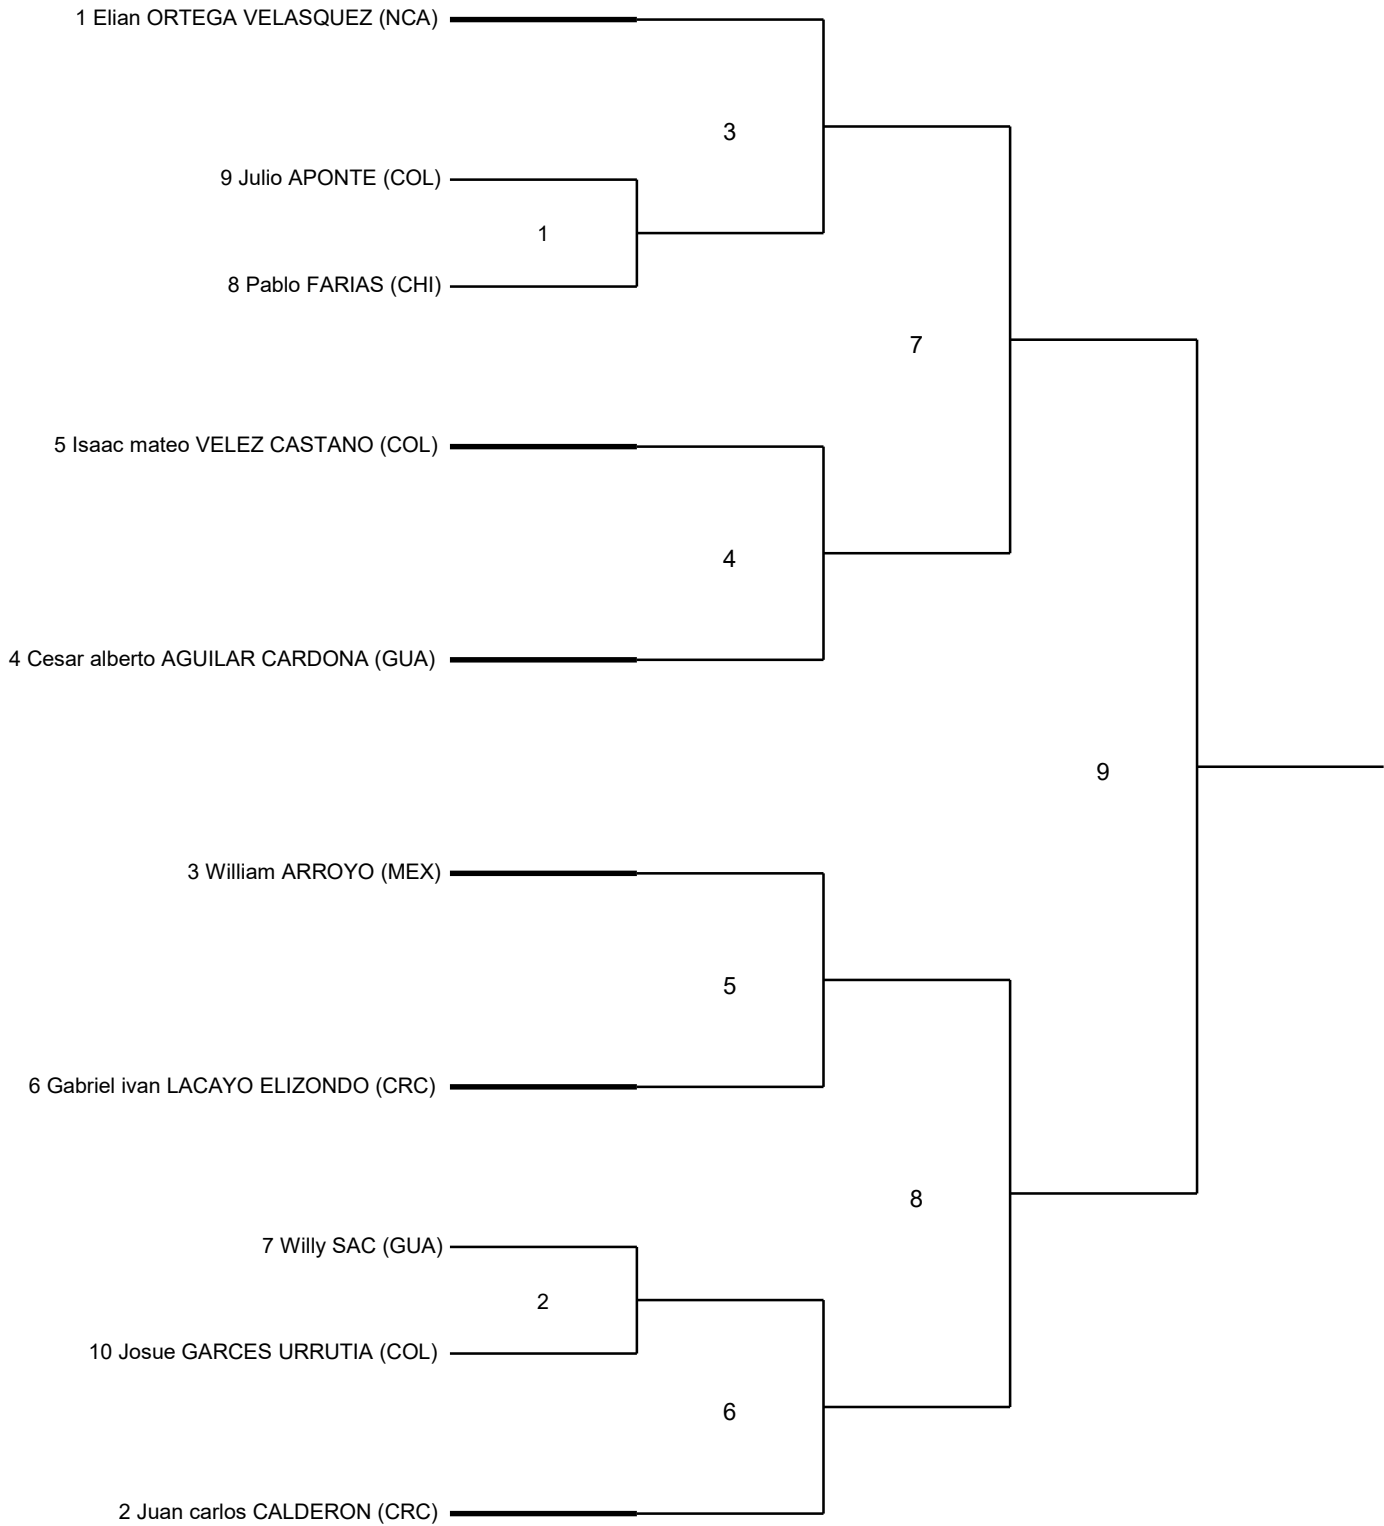 1 Elian ORTEGA VELASQUEZ (NCA)
3
9 Julio APONTE (COL)
1
8 Pablo FARIAS (CHI)
7
5 Isaac mateo VELEZ CASTANO (COL)
4
4 Cesar alberto AGUILAR CARDONA (GUA)
9
3 William ARROYO (MEX)
5
6 Gabriel ivan LACAYO ELIZONDO (CRC)
8
7 Willy SAC (GUA)
2
10 Josue GARCES URRUTIA (COL)
6
2 Juan carlos CALDERON (CRC)